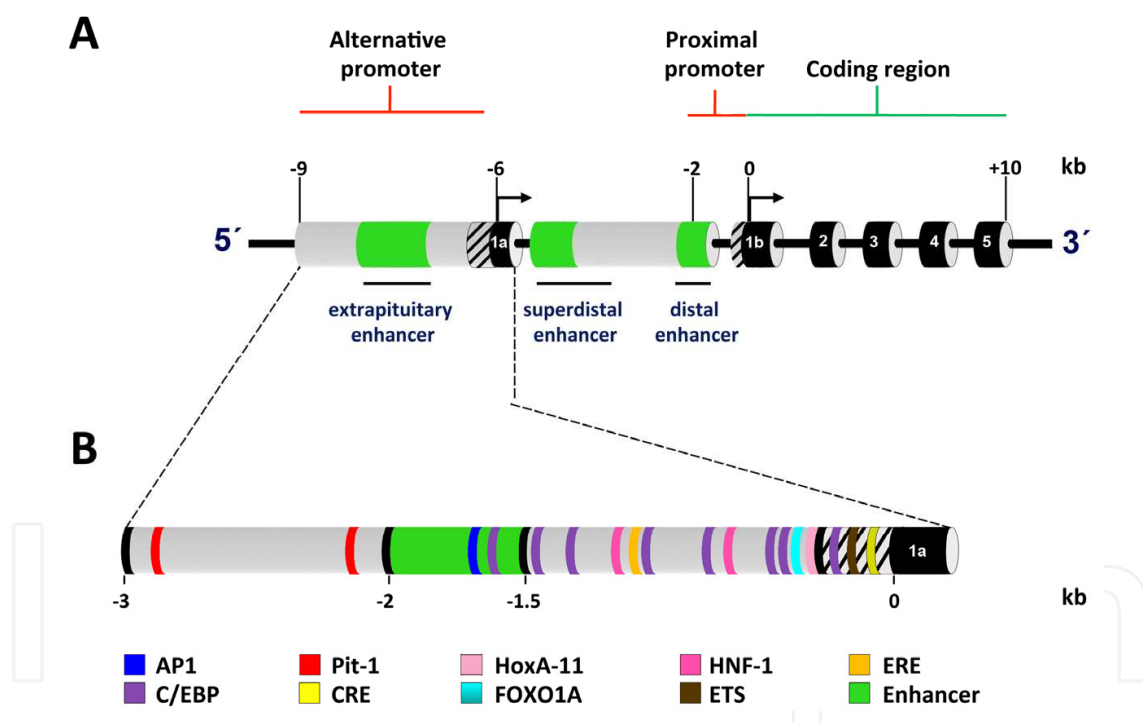 A
Alternative
promoter
Proximal
promoter
Coding region
-9
-6
-2
0
+10
kb
5´
1a
1b
2
3
4
5
3´
extrapituitary
enhancer
superdistal
enhancer
distal
enhancer
B
1a
-3
-2
-1.5
0
kb
AP1
Pit-1
HoxA-11
HNF-1
ERE
C/EBP
CRE
FOXO1A
ETS
Enhancer